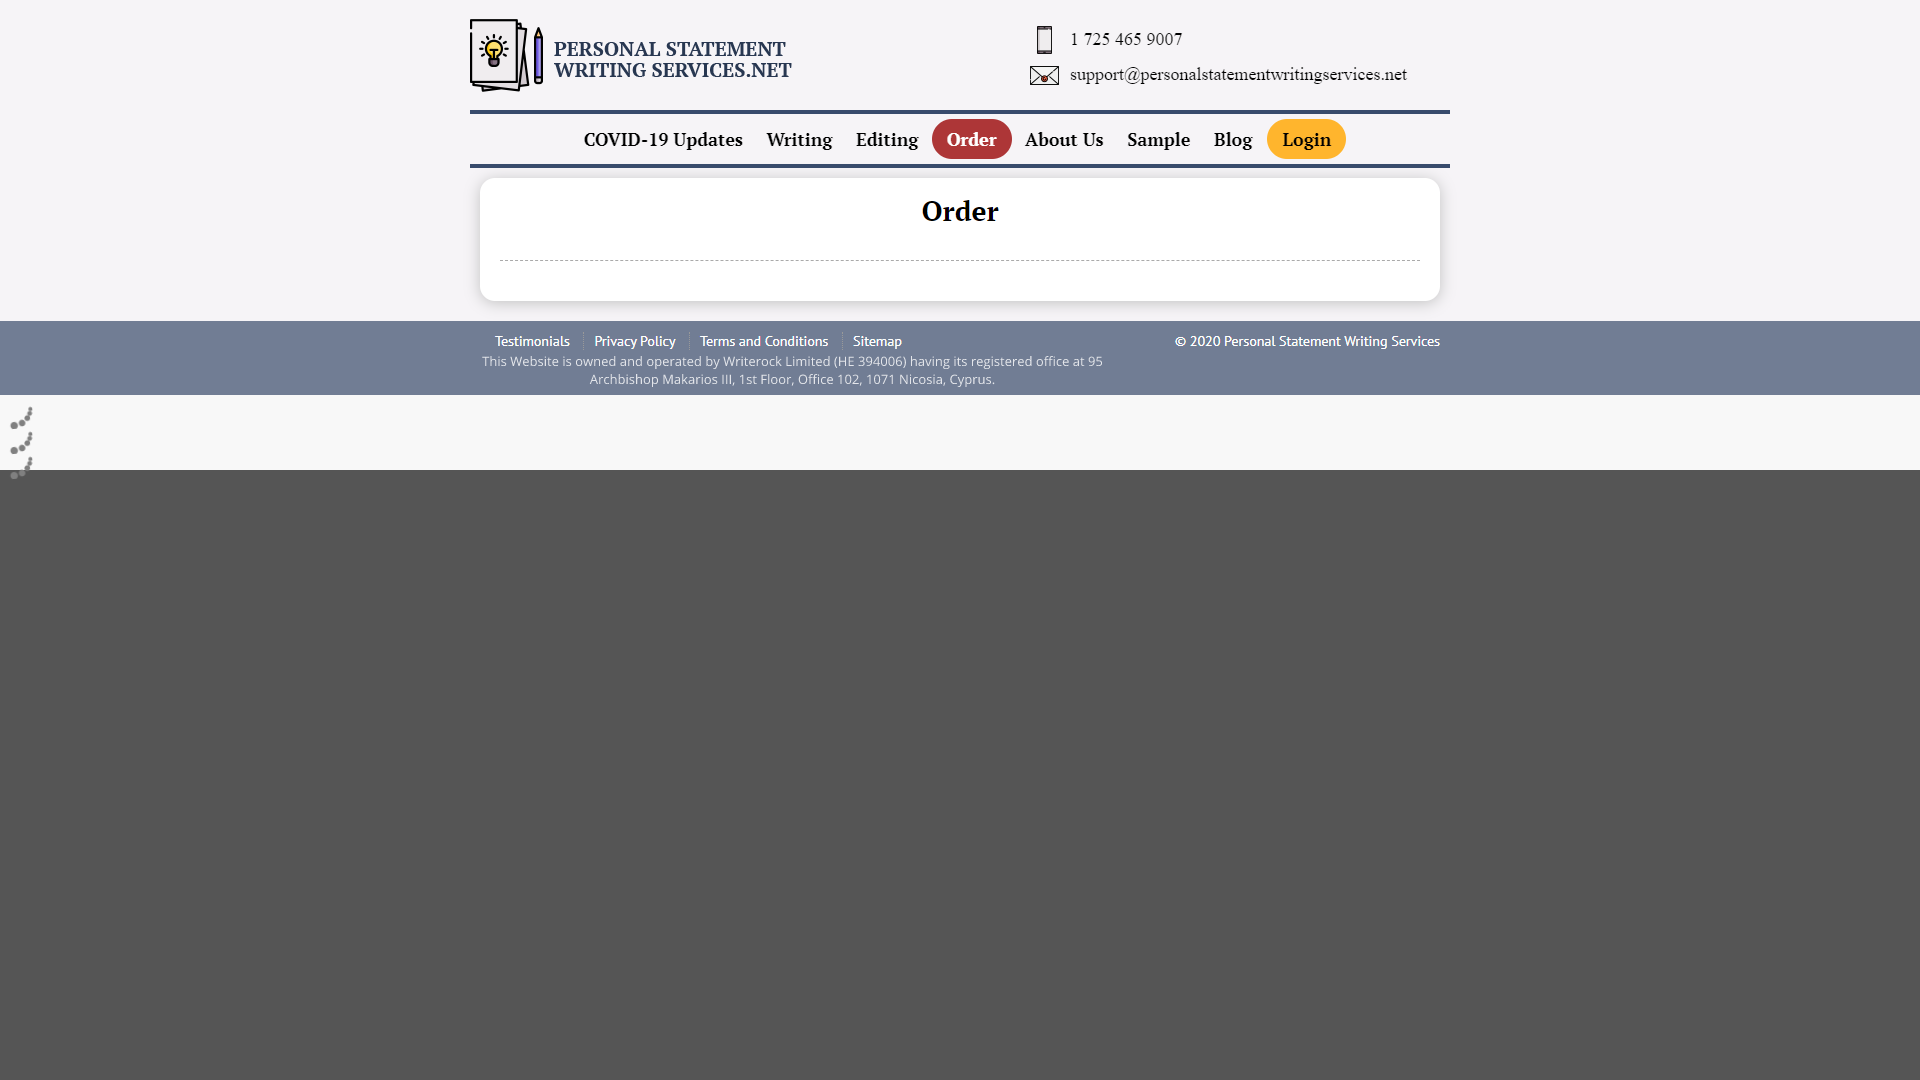 PERSONAL STATEMENT
WRITING SERVICES.NET
1 725 465 9007
support@personalstatementwritingservices.net
COVID-19 Updates Writing Editing Order About Us Sample Blog Login
Order
Testimonials Privacy Policy Terms and Conditions Sitemap
© 2020 Personal Statement Writing Services
This Website is owned and operated by Writerock Limited (HE 394006) having its registered office at 95
Archbishop Makarios III, 1st Floor, Office 102, 1071 Nicosia, Cyprus.